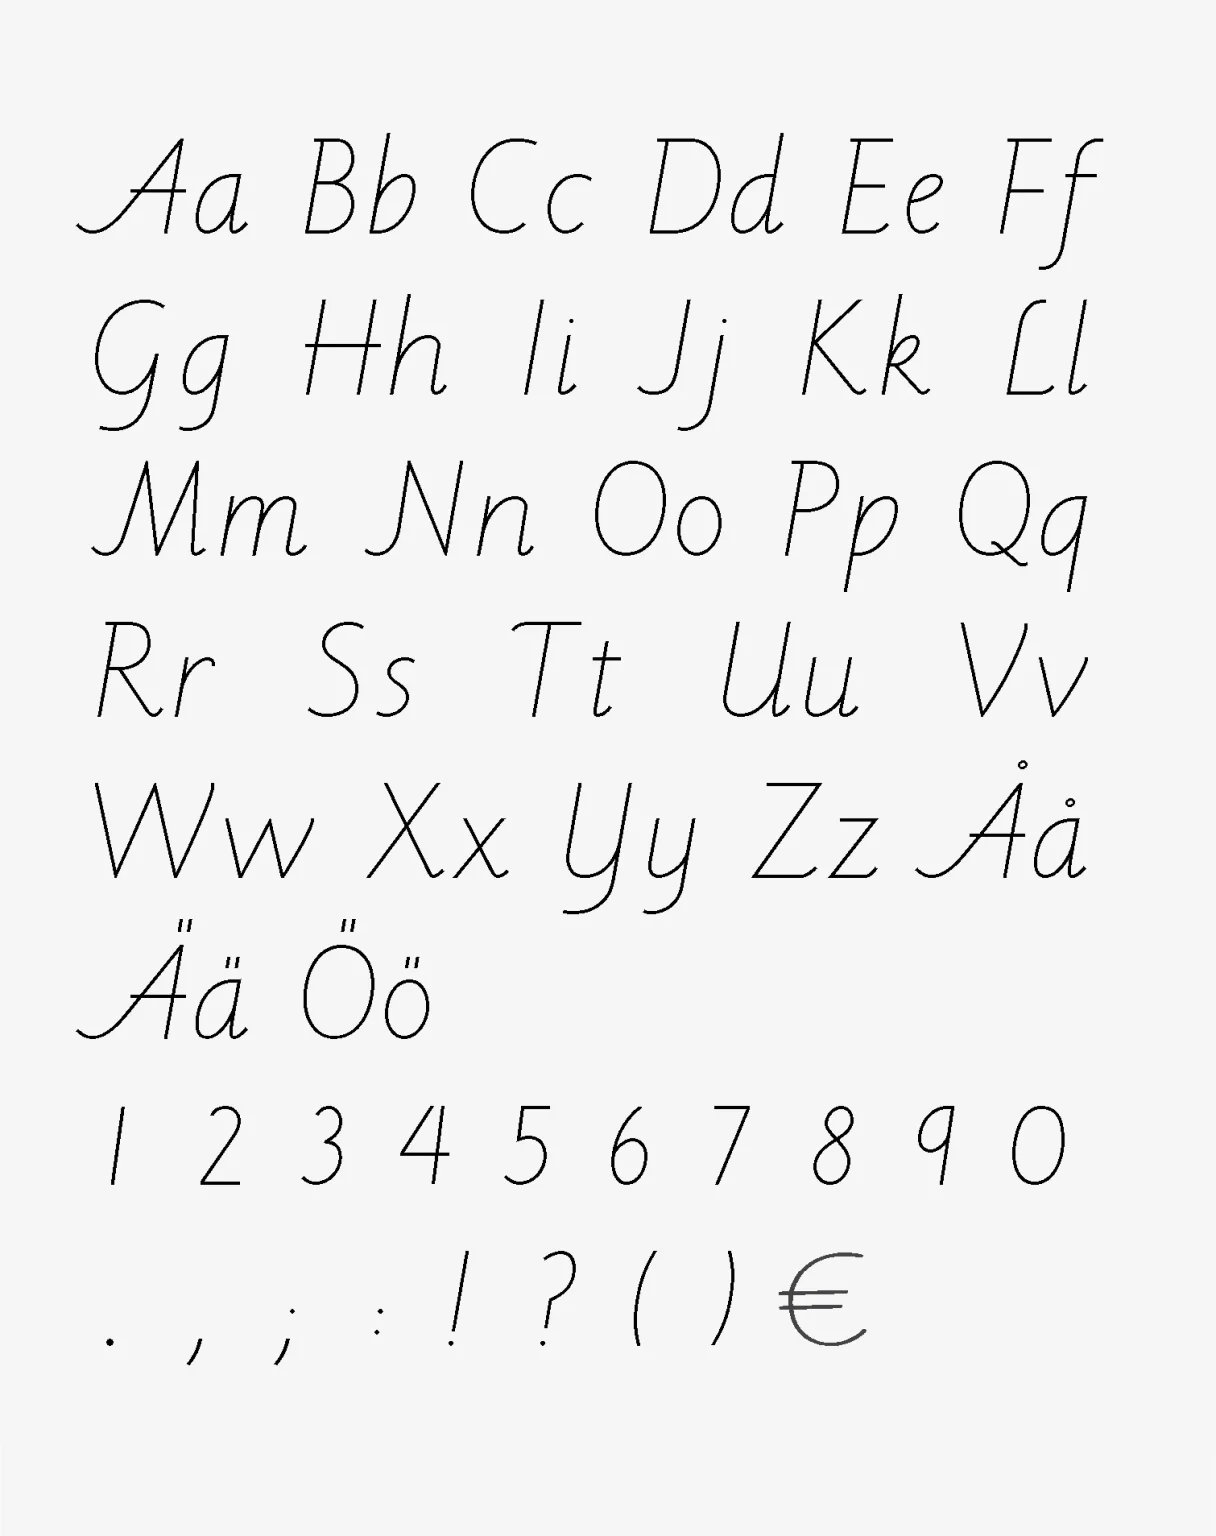 Aa Bb Cc Dd Ee Ff
Gg Hh Ii Jj Kk Ll
Mm Nn Oo Pp Qq
Rr Ss Tt Uu Vv
Ww Xx Yy Zz Åå
Ää Öö
1 2 3 4 5 6 7 8 9 0
. , ; : ! ? ( ) €